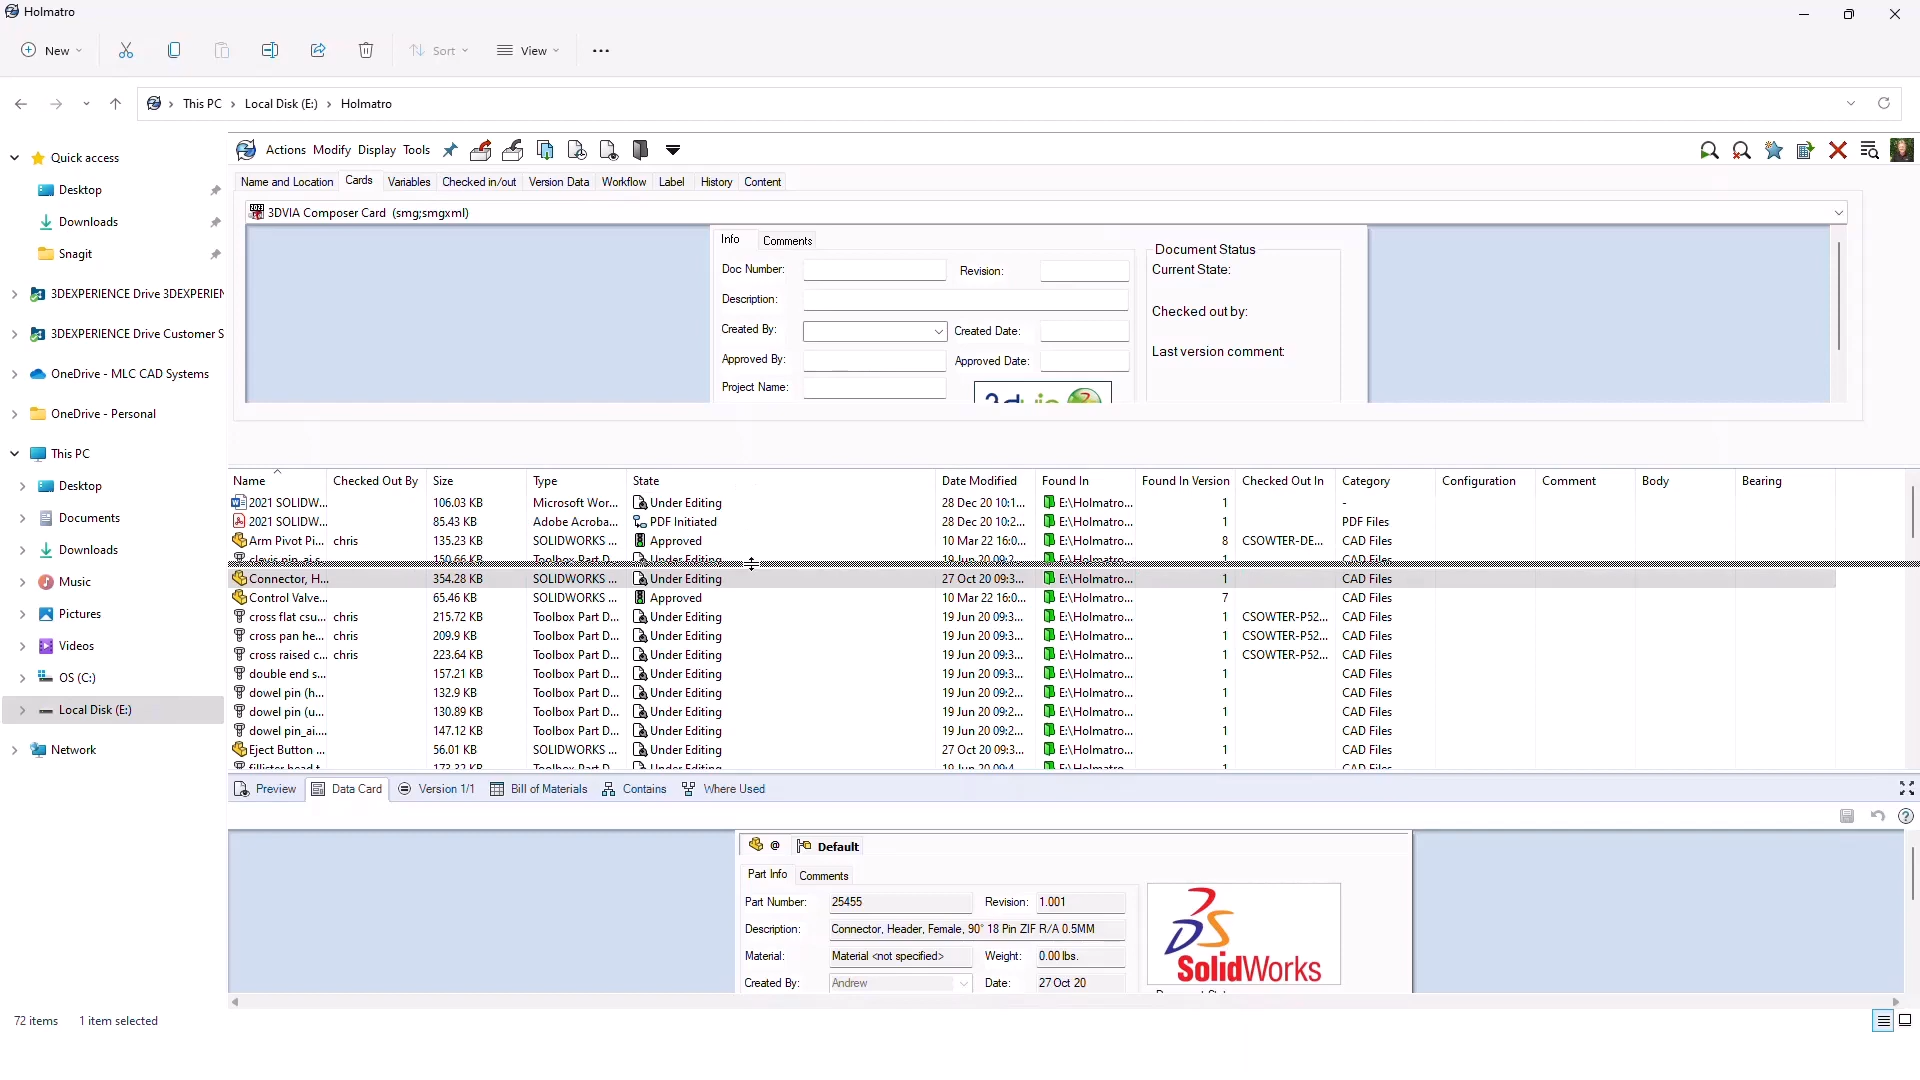 Holmatro
New Sort View
This PC Local Disk (E:) Holmatro
Quick access
Desktop
Downloads
Snagit
3DEXPERIENCE Drive 3DEXPERIEN
3DEXPERIENCE Drive Customer S
OneDrive - MLC CAD Systems
OneDrive - Personal
This PC
Desktop
Documents
Downloads
Music
Pictures
Videos
OS (C:)
Local Disk (E:)
Network
Actions Modify Display Tools
Name and Location Cards Variables Checked in/out Version Data Workflow Label History Content
3DVIA Composer Card (smg;smgxml)
Info Comments
Doc Number: Revision:
Description:
Created By: Created Date:
Approved By: Approved Date:
Project Name:
Document Status
Current State:
Checked out by:
Last version comment:
Name Checked Out By Size Type State Date Modified Found In Found In Version Checked Out In Category Configuration Comment Body Bearing
2021 SOLIDW... 106.03 KB Microsoft Wor... Under Editing 28 Dec 20 10:1... E:\Holmatro... 1 -
2021 SOLIDW... 85.43 KB Adobe Acroba... PDF Initiated 28 Dec 20 10:2... E:\Holmatro... 1 PDF Files
Arm Pivot Pi... chris 135.23 KB SOLIDWORKS ... Approved 10 Mar 22 16:0... E:\Holmatro... 8 CSOWTER-DE... CAD Files
clevis pin_ai.s... 150.66 KB Toolbox Part D... Under Editing 19 Jun 20 09:2... E:\Holmatro... 1 CAD Files
Connector, H... 354.28 KB SOLIDWORKS ... Under Editing 27 Oct 20 09:3... E:\Holmatro... 1 CAD Files
Control Valve... 65.46 KB SOLIDWORKS ... Approved 10 Mar 22 16:0... E:\Holmatro... 7 CAD Files
cross flat csu... chris 215.72 KB Toolbox Part D... Under Editing 19 Jun 20 09:3... E:\Holmatro... 1 CSOWTER-P52... CAD Files
cross pan he... chris 209.9 KB Toolbox Part D... Under Editing 19 Jun 20 09:3... E:\Holmatro... 1 CSOWTER-P52... CAD Files
cross raised c... chris 223.64 KB Toolbox Part D... Under Editing 19 Jun 20 09:3... E:\Holmatro... 1 CSOWTER-P52... CAD Files
double end s... 157.21 KB Toolbox Part D... Under Editing 19 Jun 20 09:3... E:\Holmatro... 1 CAD Files
dowel pin (h... 132.9 KB Toolbox Part D... Under Editing 19 Jun 20 09:2... E:\Holmatro... 1 CAD Files
dowel pin (u... 130.89 KB Toolbox Part D... Under Editing 19 Jun 20 09:2... E:\Holmatro... 1 CAD Files
dowel pin_ai.... 147.12 KB Toolbox Part D... Under Editing 19 Jun 20 09:2... E:\Holmatro... 1 CAD Files
Eject Button ... 56.01 KB SOLIDWORKS ... Under Editing 27 Oct 20 09:3... E:\Holmatro... 1 CAD Files
Preview Data Card Version 1/1 Bill of Materials Contains Where Used
@ Default
Part Info Comments
Part Number: 25455 Revision: 1.001
Description: Connector, Header, Female, 90° 18 Pin ZIF R/A 0.5MM
Material: Material <not specified> Weight: 0.00 lbs.
Created By: Andrew Date: 27 Oct 20
SolidWorks
72 items 1 item selected